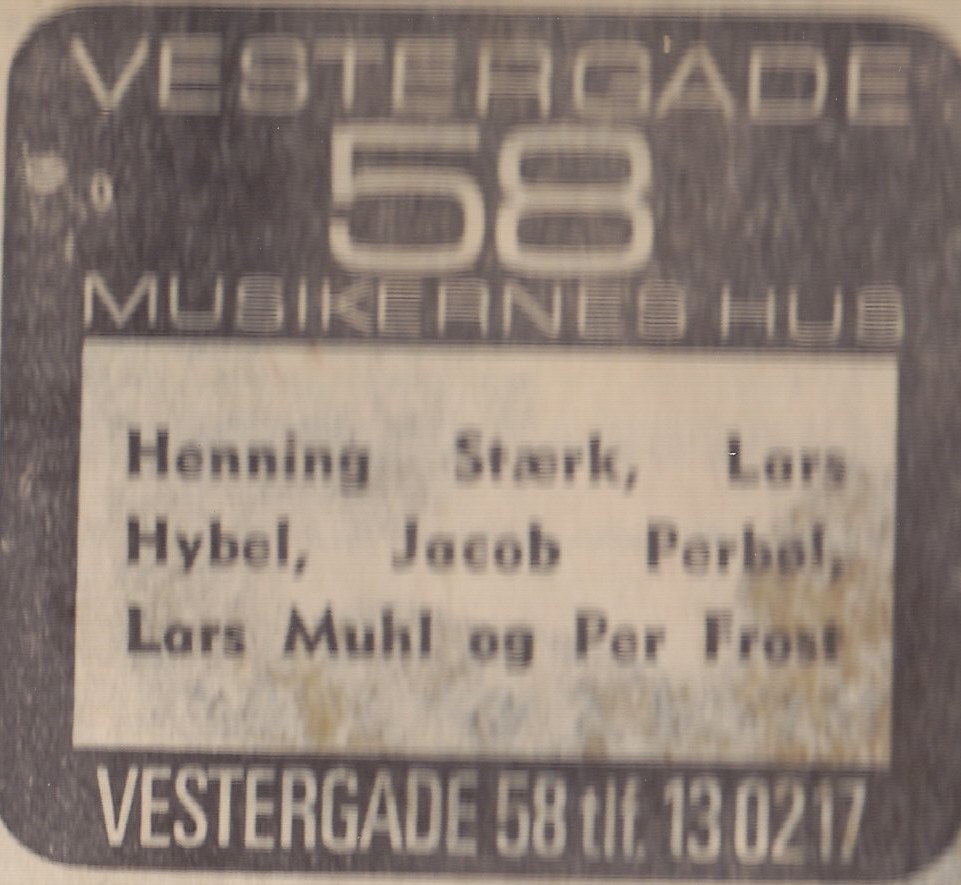 VESTERGADE
58
MUSIKERNES HUS
Henning Stærk, Lars
Hybel, Jacob Perbøl,
Lars Muhl og Per Frost
VESTERGADE 58 tlf. 13 02 17